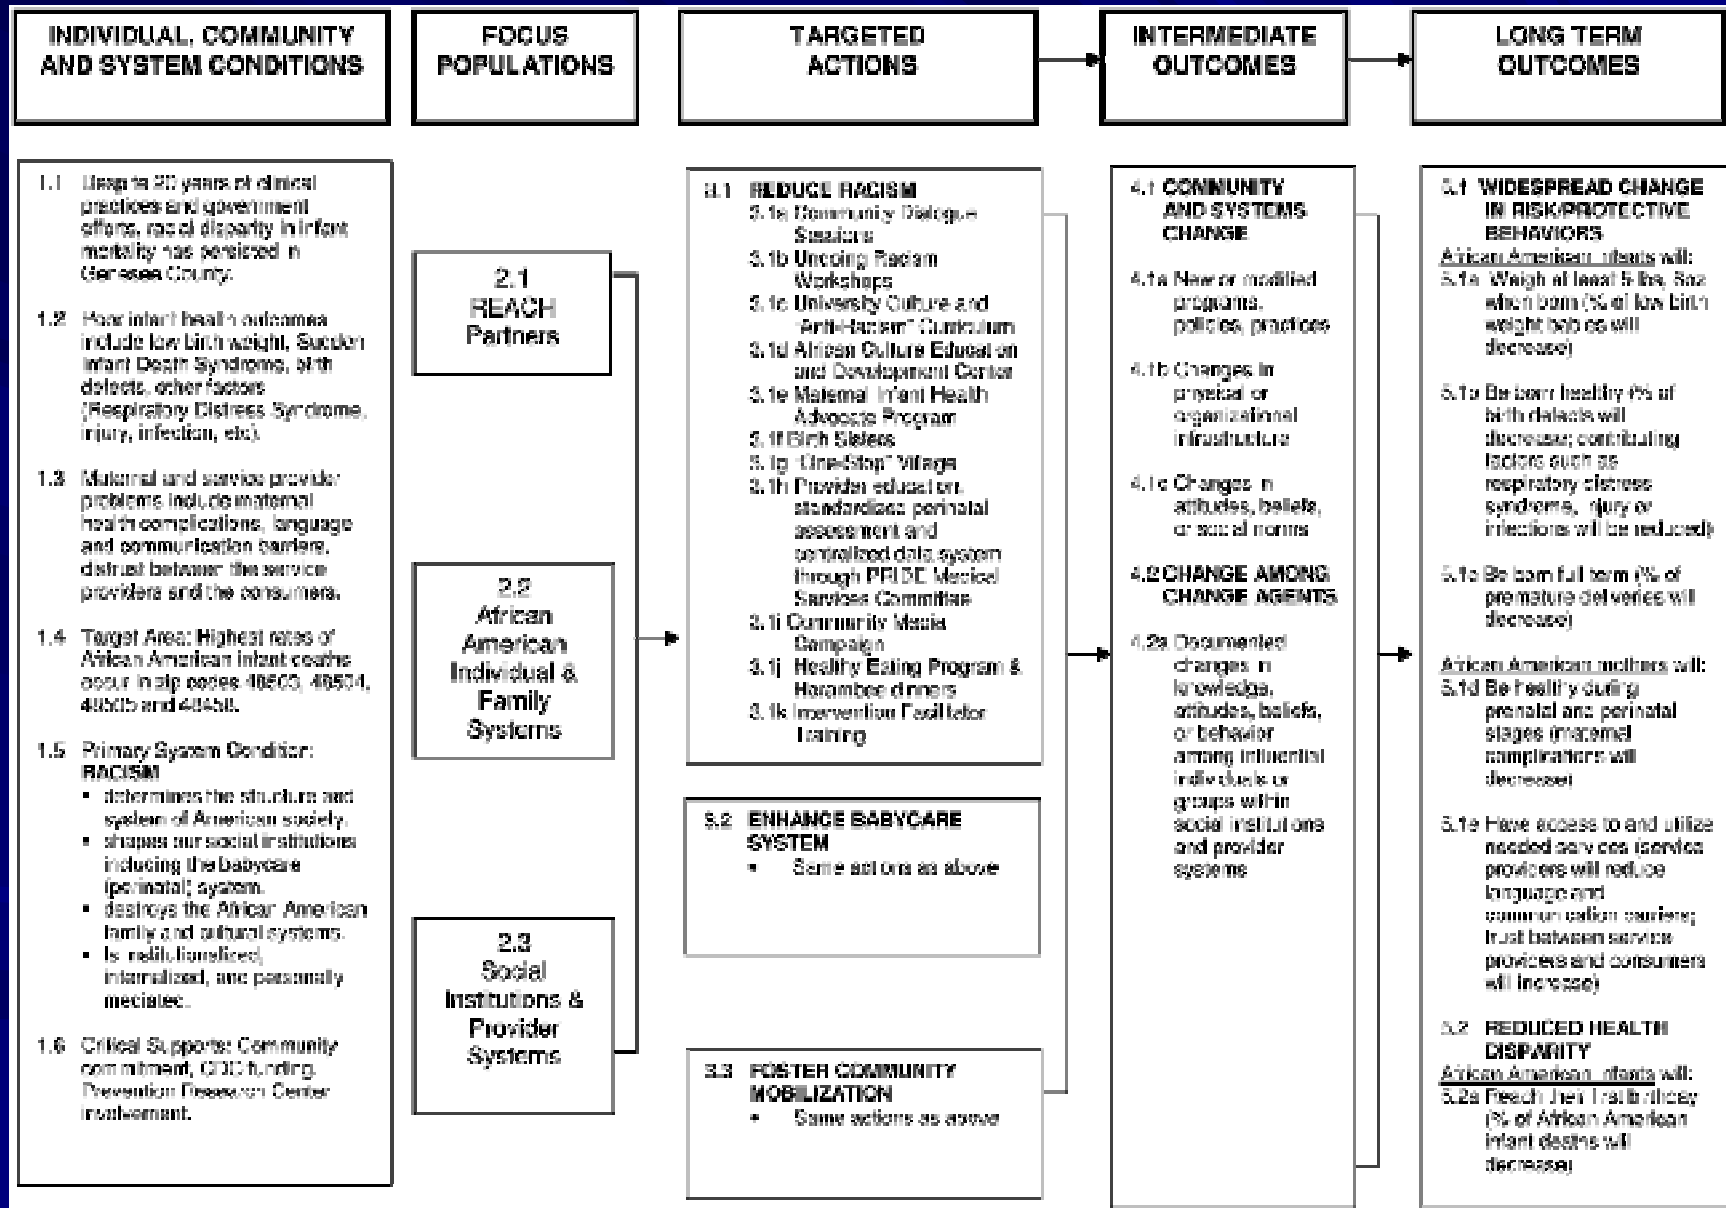 INDIVIDUAL, COMMUNITY
AND SYSTEM CONDITIONS
FOCUS
POPULATIONS
TARGETED
ACTIONS
INTERMEDIATE
OUTCOMES
LONG TERM
OUTCOMES
1.1 Despite 20 years of clinical
practices and government
efforts, racial disparity in infant
mortality has persisted in
Genesee County.
1.2 Poor infant health outcomes
include low birth weight, Sudden
Infant Death Syndrome, birth
defects, other factors
(Respiratory Distress Syndrome,
injury, infection, etc).
1.3 Maternal and service provider
problems include maternal
health complications, language
and communication barriers,
distrust between the service
providers and the consumers.
1.4 Target Area: Highest rates of
African American infant deaths
occur in zip codes 48503, 48504,
48505 and 48458.
1.5 Primary System Condition:
RACISM
▪ determines the structure and
system of American society.
▪ shapes our social institutions
including the babycare
(perinatal) system.
▪ destroys the African American
family and cultural systems.
▪ Is institutionalized,
internalized, and personally
mediated.
1.6 Critical Supports: Community
commitment, CDC funding,
Prevention Research Center
involvement.
2.1
REACH
Partners
2.2
African
American
Individual &
Family
Systems
2.3
Social
Institutions &
Provider
Systems
3.1 REDUCE RACISM
3.1a Community Dialogue
Sessions
3.1b Undoing Racism
Workshops
3.1c University Culture and
"Anti-Racism" Curriculum
3.1d African Culture Education
and Development Center
3.1e Maternal Infant Health
Advocate Program
3.1f Birth Sisters
3.1g "One-Stop" Village
3.1h Provider education,
standardized perinatal
assessment and
centralized data system
through PRIDE Medical
Services Committee
3.1i Community Media
Campaign
3.1j Healthy Eating Program &
Harambee dinners
3.1k Intervention Facilitator
Training
3.2 ENHANCE BABYCARE
SYSTEM
• Same actions as above
3.3 FOSTER COMMUNITY
MOBILIZATION
• Same actions as above
4.1 COMMUNITY
AND SYSTEMS
CHANGE
4.1a New or modified
programs,
policies, practices
4.1b Changes in
physical or
organizational
infrastructure
4.1c Changes in
attitudes, beliefs,
or social norms
4.2 CHANGE AMONG
CHANGE AGENTS
4.2a Documented
changes in
knowledge,
attitudes, beliefs,
or behavior
among influential
individuals or
groups within
social institutions
and provider
systems
5.1 WIDESPREAD CHANGE
IN RISK/PROTECTIVE
BEHAVIORS
African American infants will:
5.1a Weigh at least 5 lbs, 8oz
when born (% of low birth
weight babies will
decrease)
5.1b Be born healthy (% of
birth defects will
decrease; contributing
factors such as
respiratory distress
syndrome, injury or
infections will be reduced)
5.1c Be born full term (% of
premature deliveries will
decrease)
African American mothers will:
5.1d Be healthy during
prenatal and perinatal
stages (maternal
complications will
decrease)
5.1e Have access to and utilize
needed services (service
providers will reduce
language and
communication barriers;
trust between service
providers and consumers
will increase)
5.2 REDUCED HEALTH
DISPARITY
African American infants will:
5.2a Reach their first birthday
(% of African American
infant deaths will
decrease)